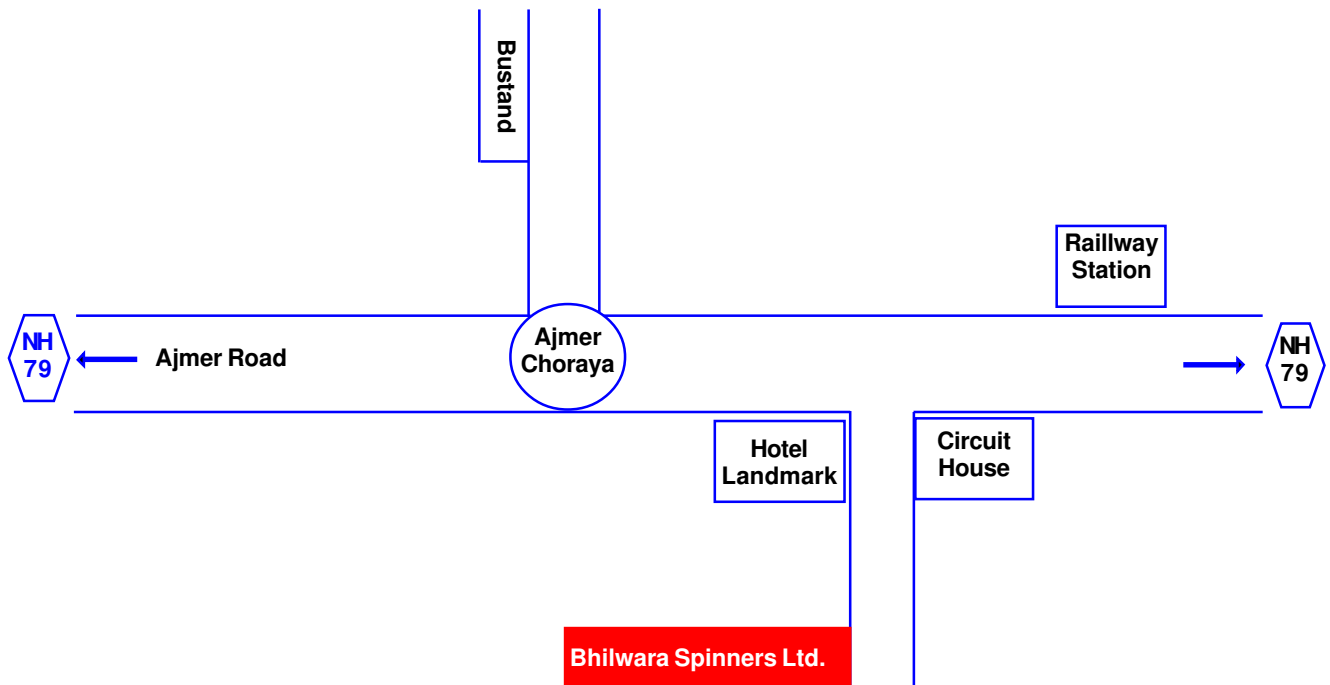 Bustand
Raillway
Station
NH
79
Ajmer Road
Ajmer
Choraya
NH
79
Hotel
Landmark
Circuit
House
Bhilwara Spinners Ltd.